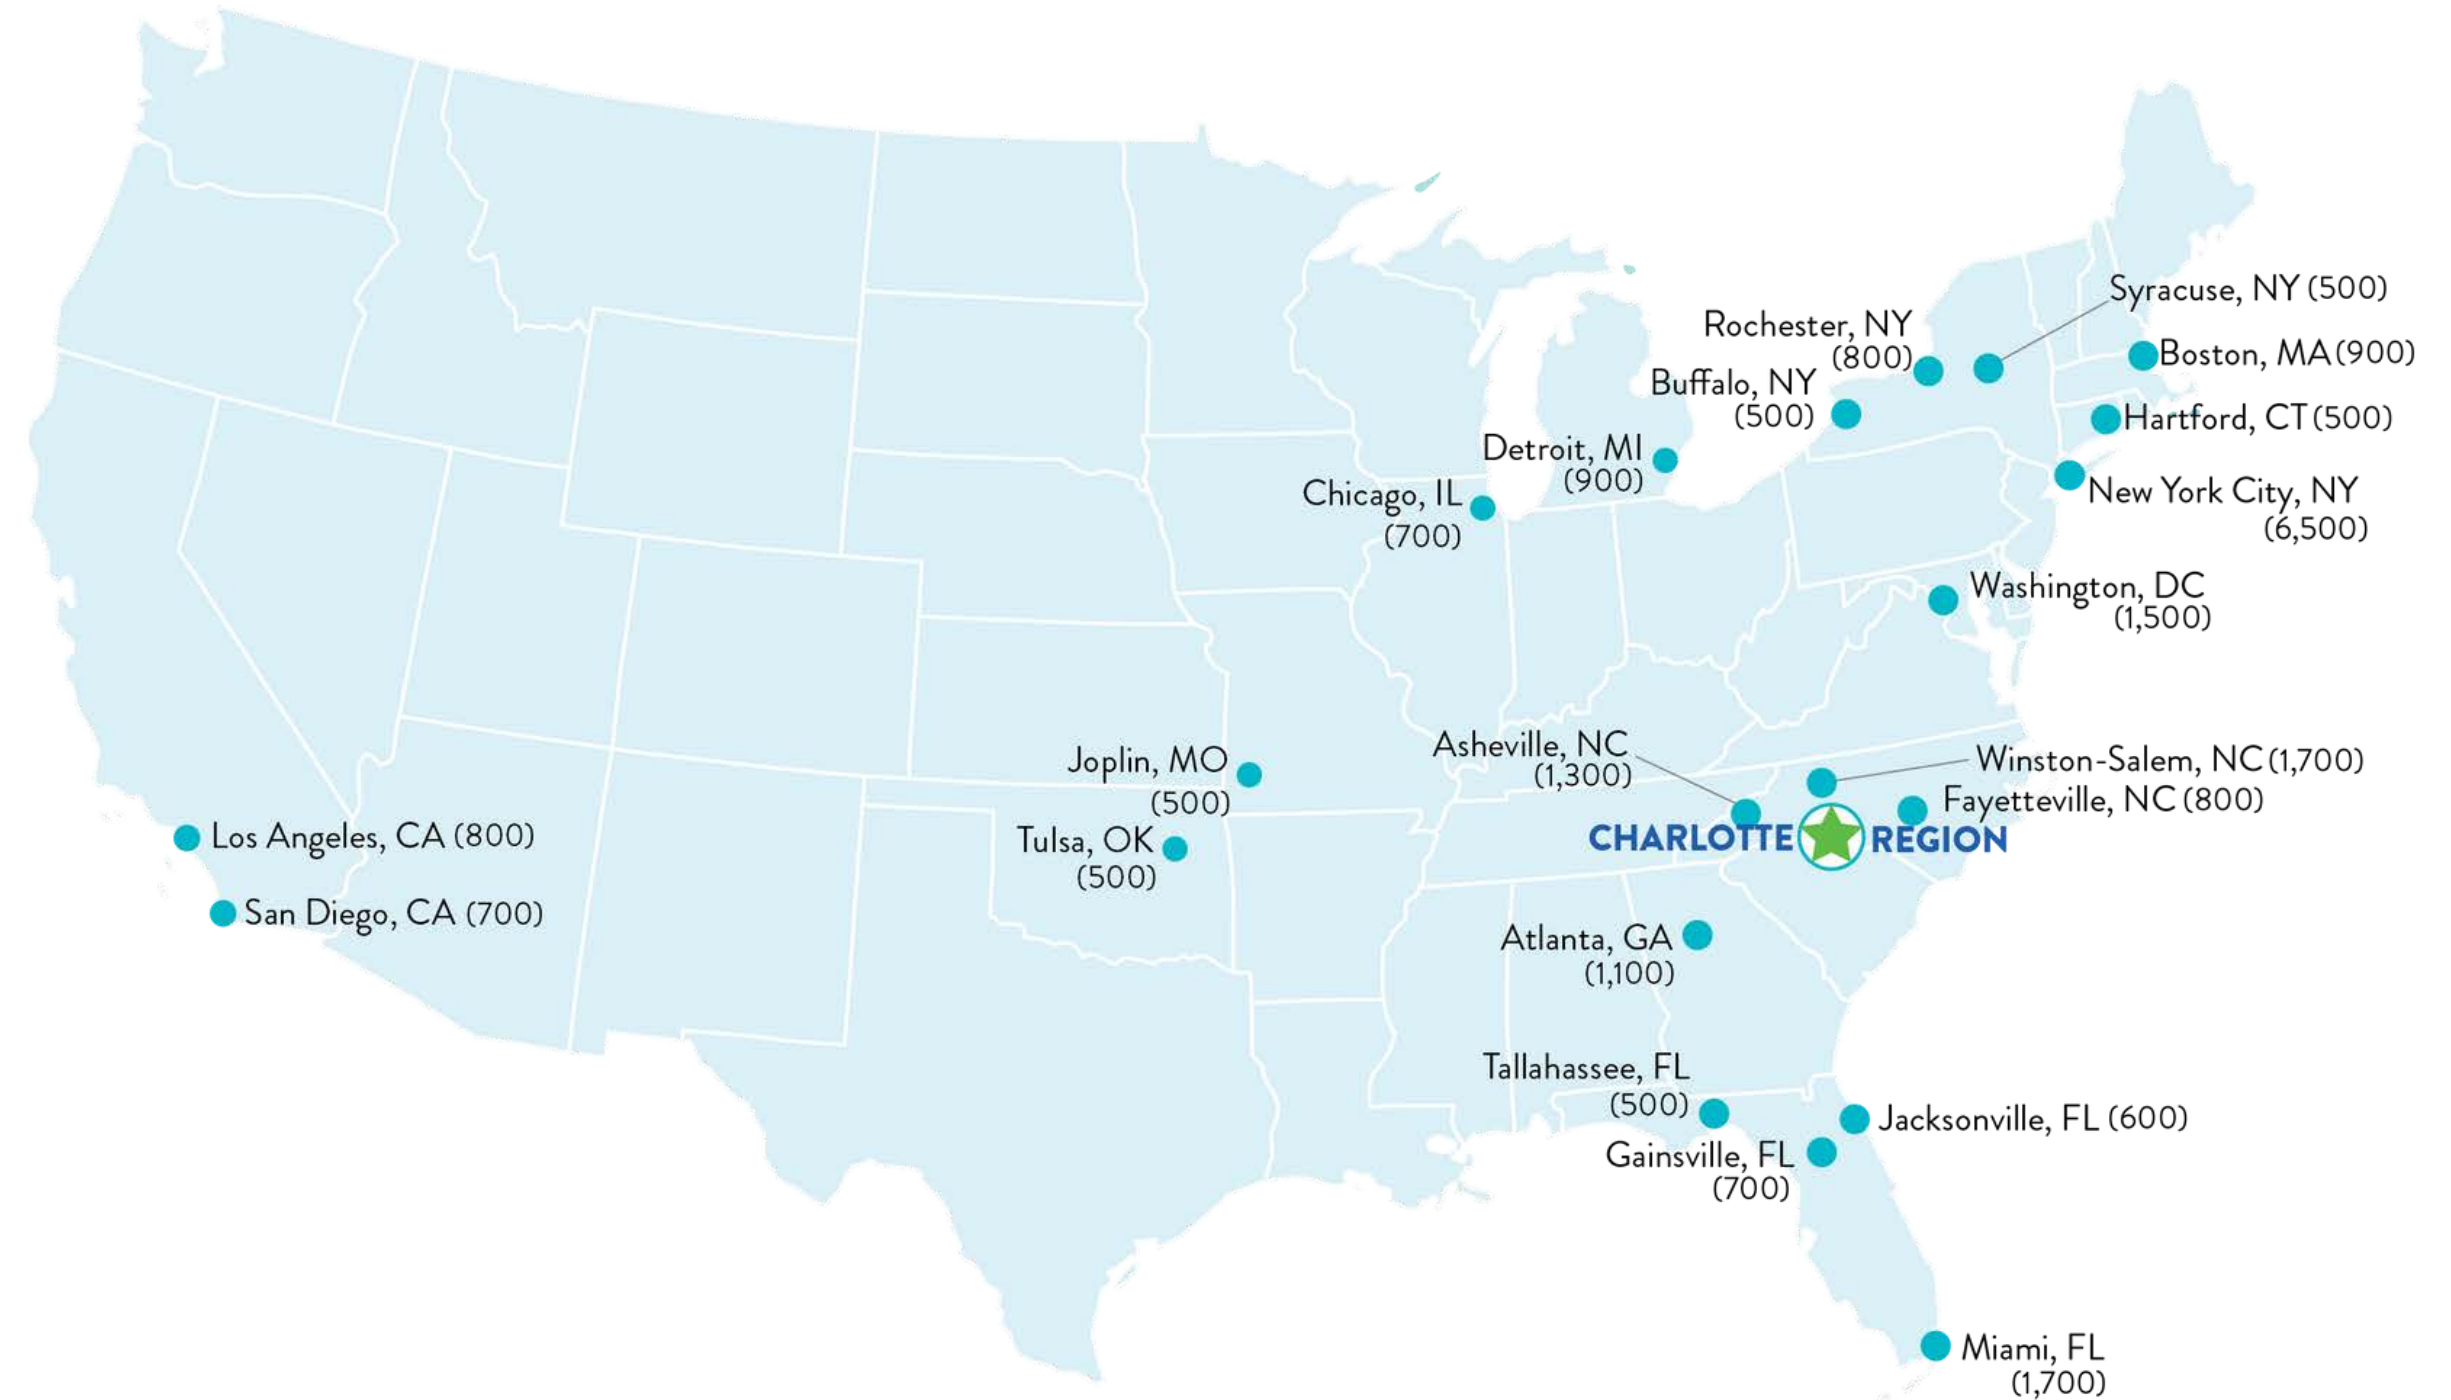 Syracuse, NY (500)
Rochester, NY
(800)
Boston, MA (900)
Buffalo, NY
(500)
Hartford, CT (500)
Detroit, MI
(900)
Chicago, IL
(700)
New York City, NY
(6,500)
Washington, DC
(1,500)
Asheville, NC
(1,300)
Winston-Salem, NC (1,700)
Joplin, MO
(500)
Fayetteville, NC (800)
Los Angeles, CA (800)
Tulsa, OK
(500)
CHARLOTTE REGION
San Diego, CA (700)
Atlanta, GA
(1,100)
Tallahassee, FL
(500)
Jacksonville, FL (600)
Gainsville, FL
(700)
Miami, FL
(1,700)